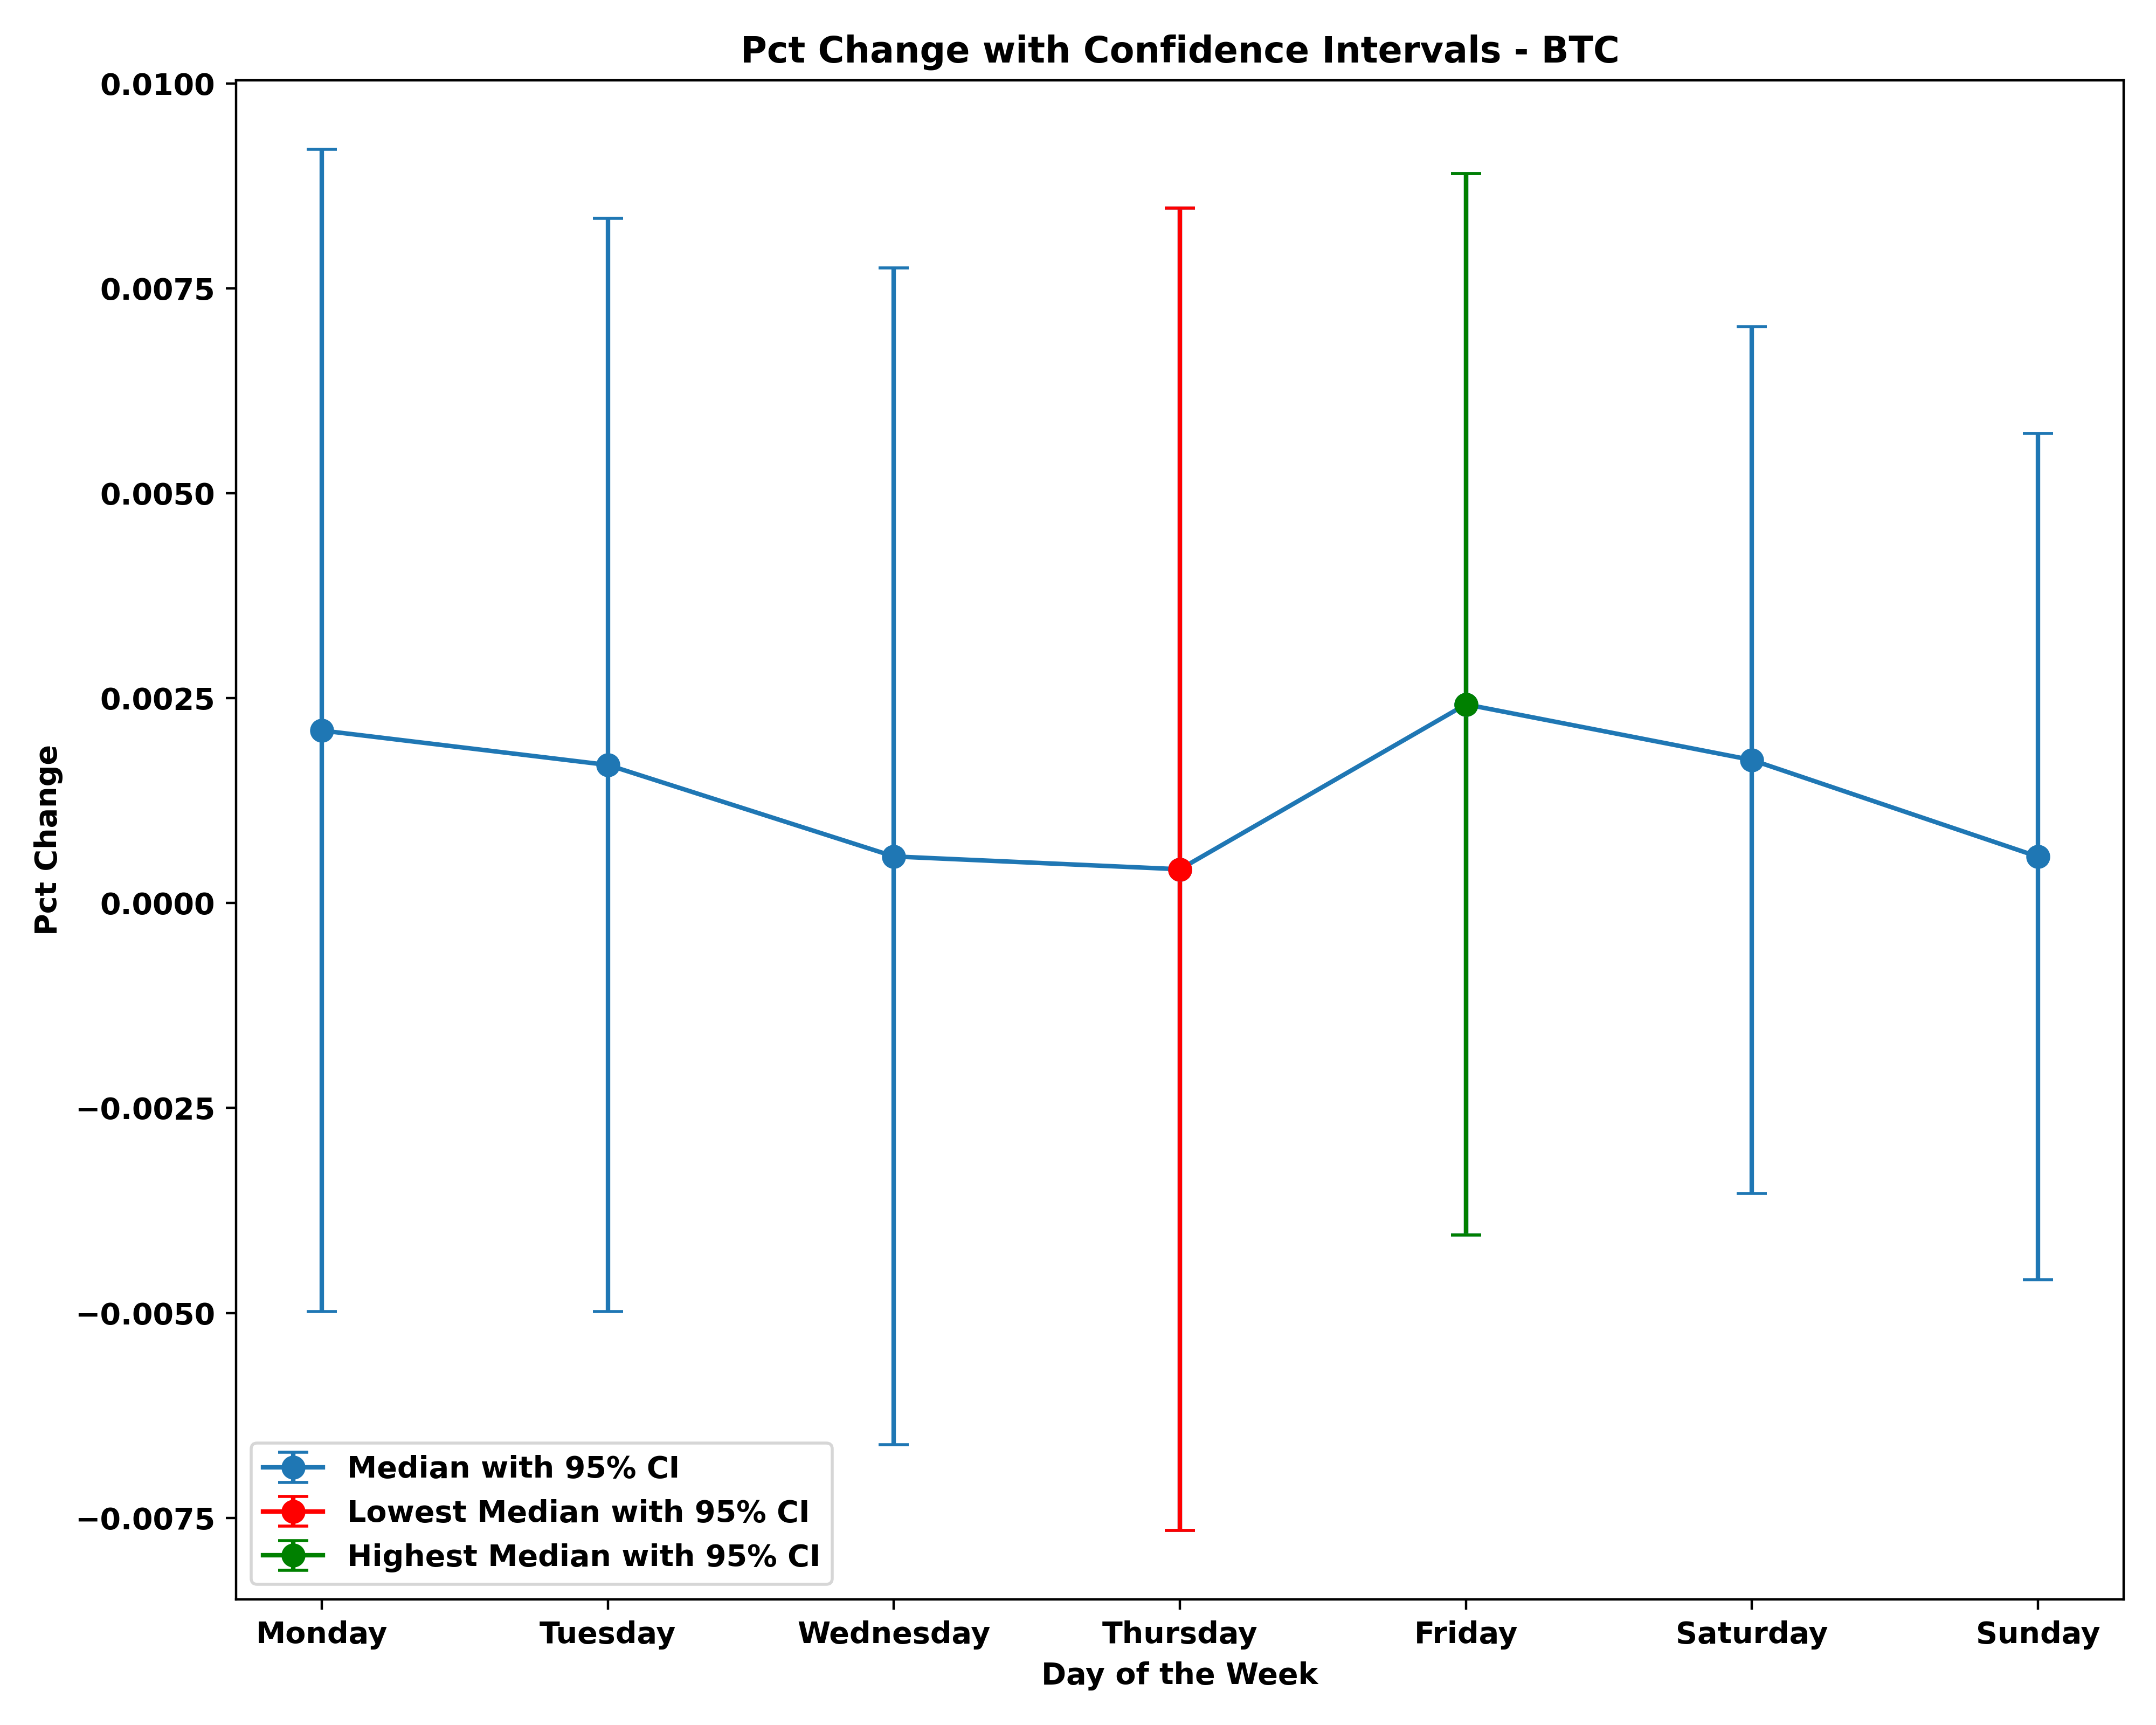 Pct Change with Confidence Intervals - BTC
0.0100
0.0075
0.0050
0.0025
0.0000
−0.0025
−0.0050
−0.0075
Pct Change
Median with 95% CI
Lowest Median with 95% CI
Highest Median with 95% CI
Monday Tuesday Wednesday Thursday Friday Saturday Sunday
Day of the Week